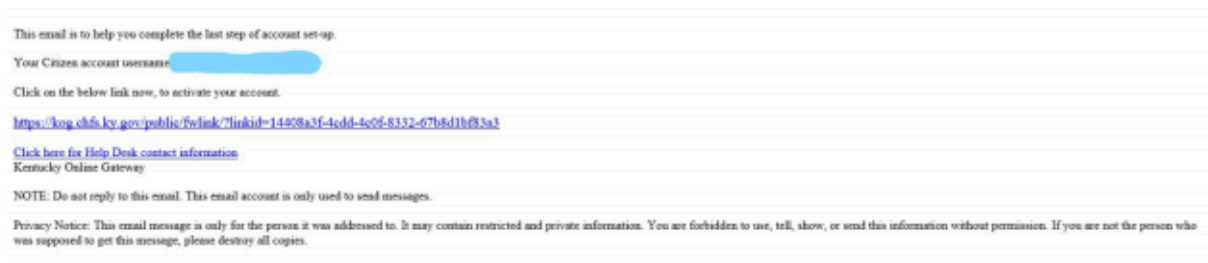 This email is to help you complete the last step of account set-up.
Your Citizen account username
Click on the below link now, to activate your account.
https://kog.chfs.ky.gov/public/fwlink/?linkid=14408a3f-4cdd-4c0f-8332-67b8d1bf83a3
Click here for Help Desk contact information
Kentucky Online Gateway
NOTE: Do not reply to this email. This email account is only used to send messages.
Privacy Notice: This email message is only for the person it was addressed to. It may contain restricted and private information. You are forbidden to use, tell, show, or send this information without permission. If you are not the person who
was supposed to get this message, please destroy all copies.